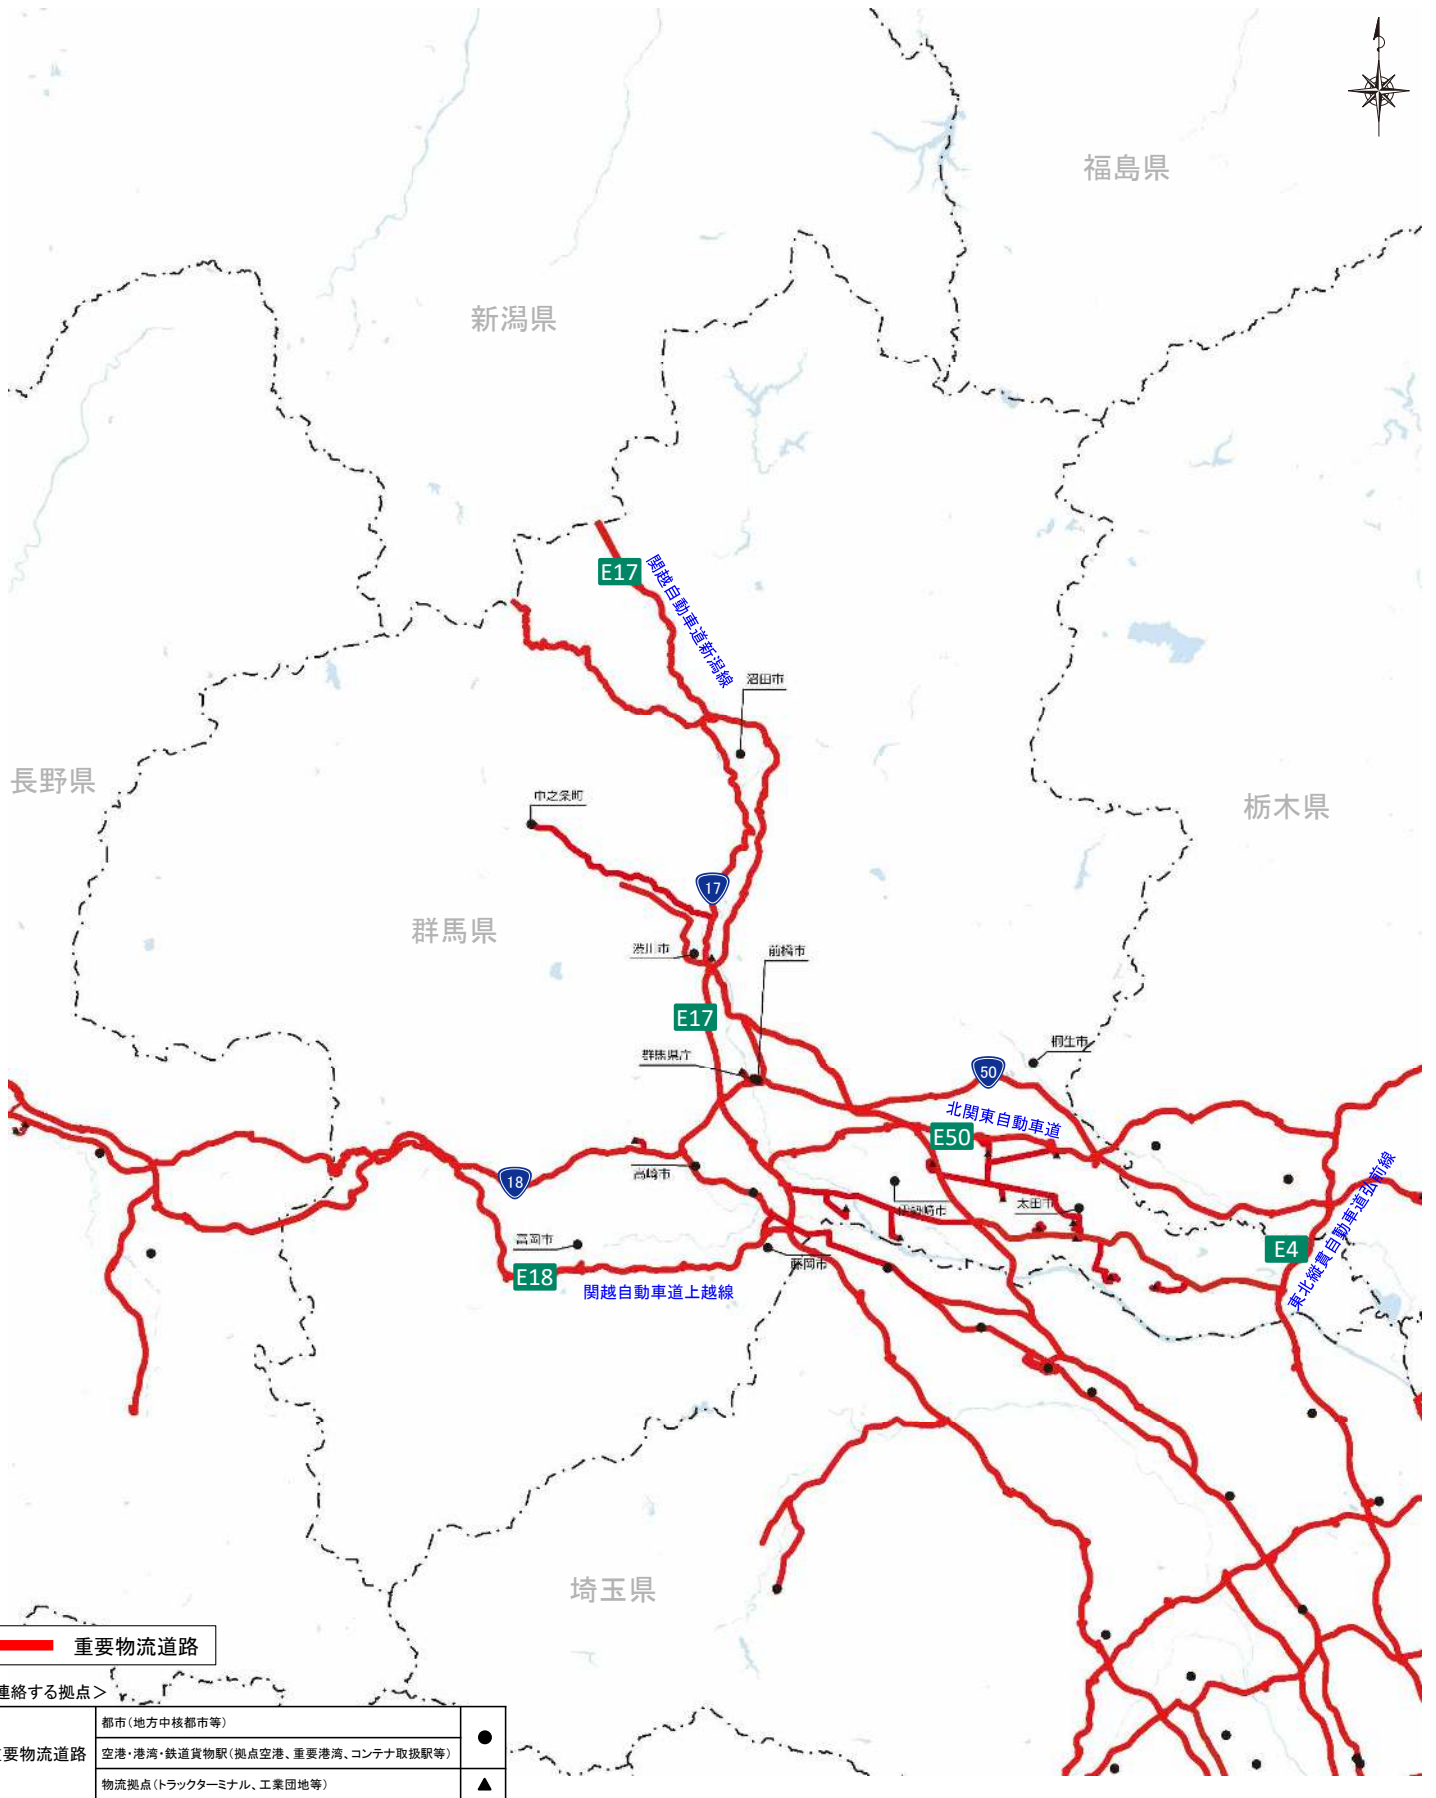 福島県
新潟県
E17
関越自動車道新潟線
沼田市
長野県
中之条町
栃木県
17
群馬県
渋川市
前橋市
E17
群馬県庁
桐生市
50
北関東自動車道
E50
高崎市
18
伊勢崎市
太田市
富岡市
藤岡市
E4
東北縦貫自動車道弘前線
E18
関越自動車道上越線
埼玉県
重要物流道路
連絡する拠点>
要物流道路
都市(地方中核都市等)
●
空港・港湾・鉄道貨物駅(拠点空港、重要港湾、コンテナ取扱駅等)
物流拠点(トラックターミナル、工業団地等)
▲